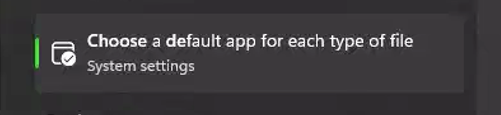 Choose a default app for each type of file
System settings